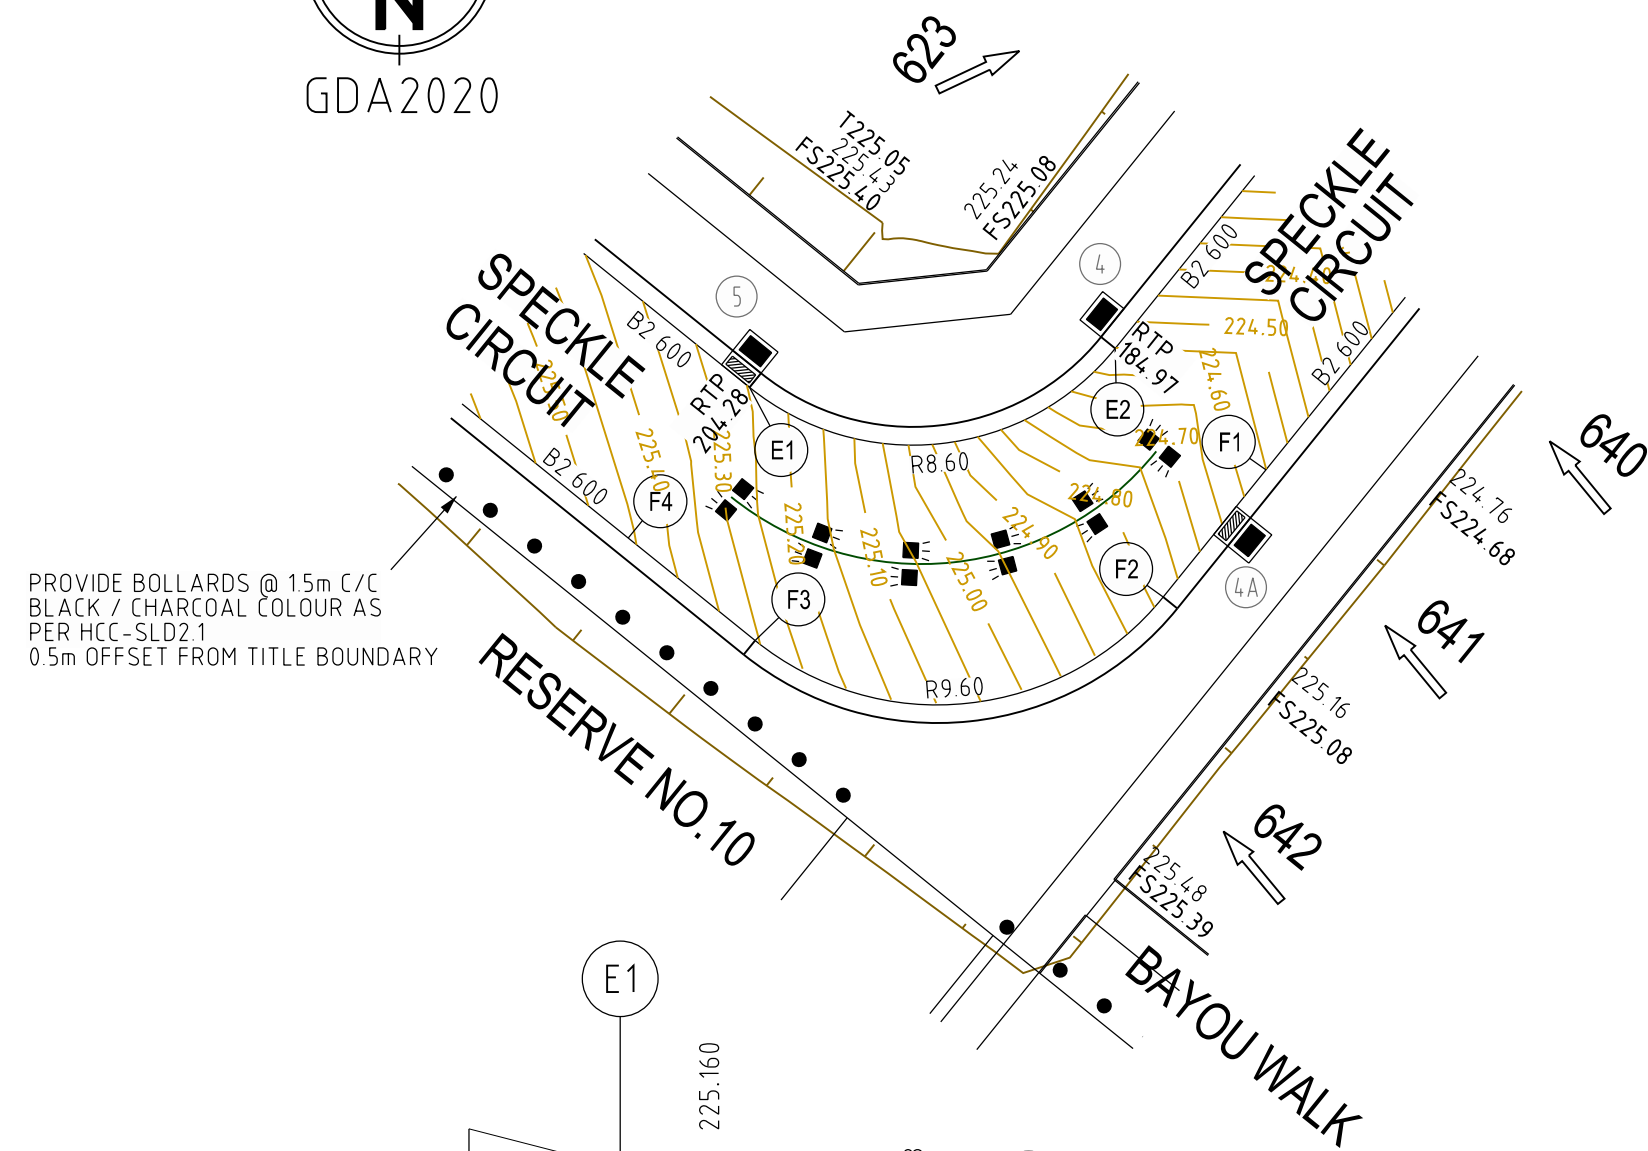 N
GDA2020
623
T225.05
225.43
FS225.40
225.24
FS225.08
SPECKLE
CIRCUIT
SPECKLE
CIRCUIT
5
4
B2 600
B2 600
B2 600
B2 600
RTP
204.28
RTP
184.97
224.50
224.60
224.70
224.80
224.90
225.00
225.10
225.20
225.30
225.40
E1
E2
F1
F2
F3
F4
R8.60
R9.60
4A
640
224.76
FS224.68
641
225.16
FS225.08
642
225.48
FS225.39
PROVIDE BOLLARDS @ 1.5m C/C
BLACK / CHARCOAL COLOUR AS
PER HCC-SLD2.1
0.5m OFFSET FROM TITLE BOUNDARY
RESERVE NO.10
BAYOU WALK
E1
225.160